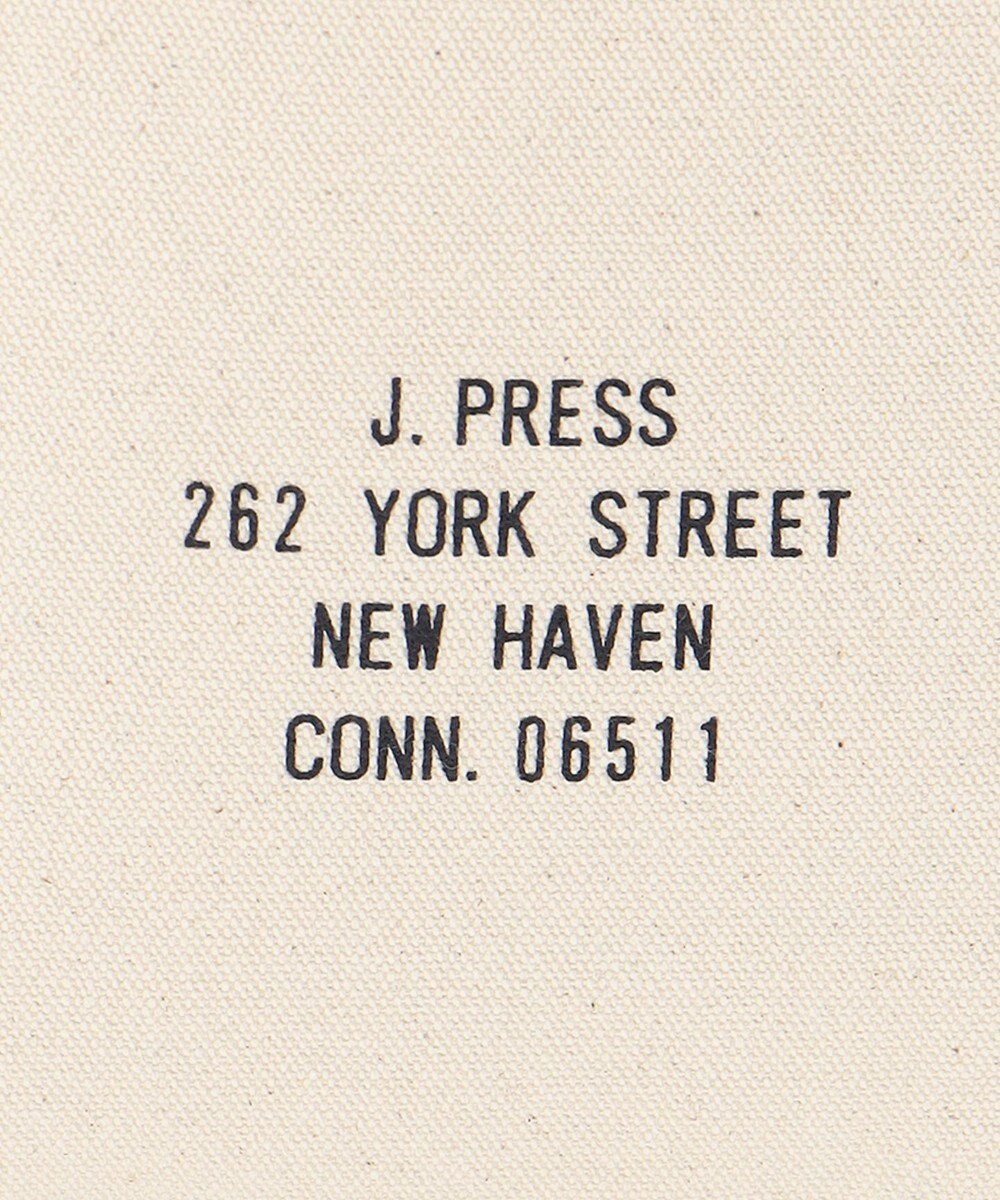 J. PRESS
262 YORK STREET
NEW HAVEN
CONN. 06511